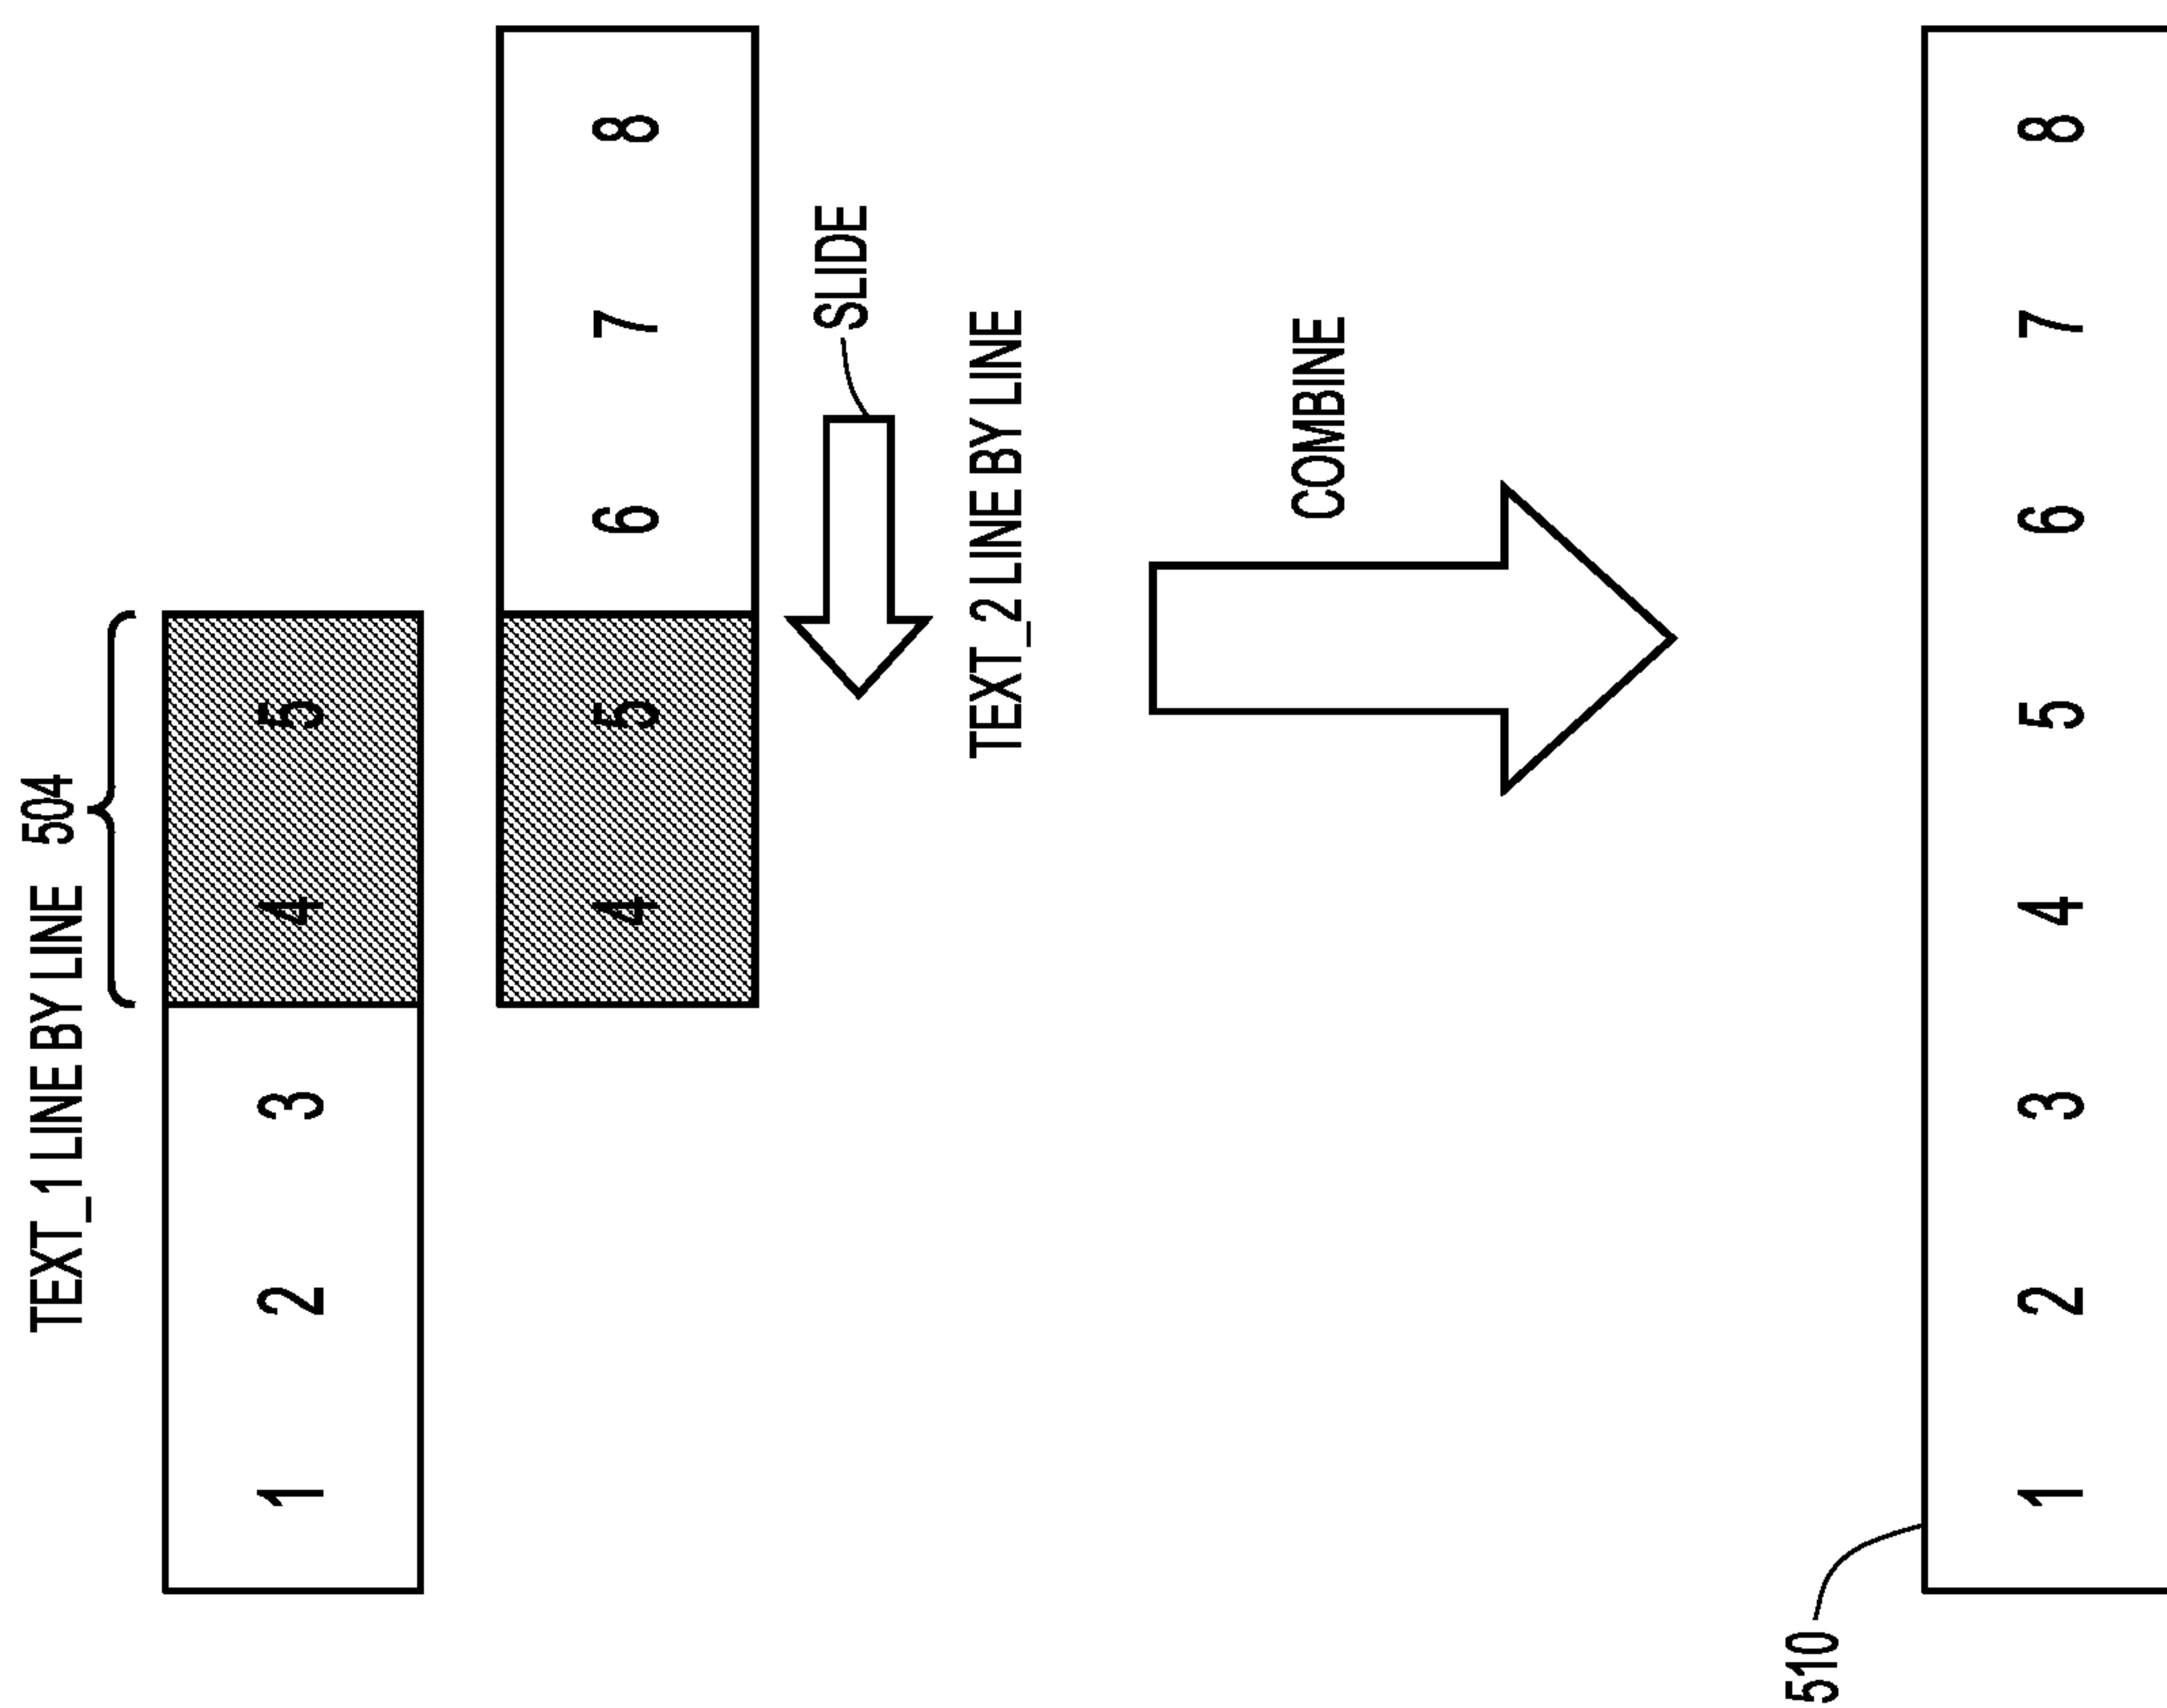 TEXT_1 LINE BY LINE 504
1 2 3 4 5
4 5 6 7 8
SLIDE
TEXT_2 LINE BY LINE
COMBINE
510
1 2 3 4 5 6 7 8